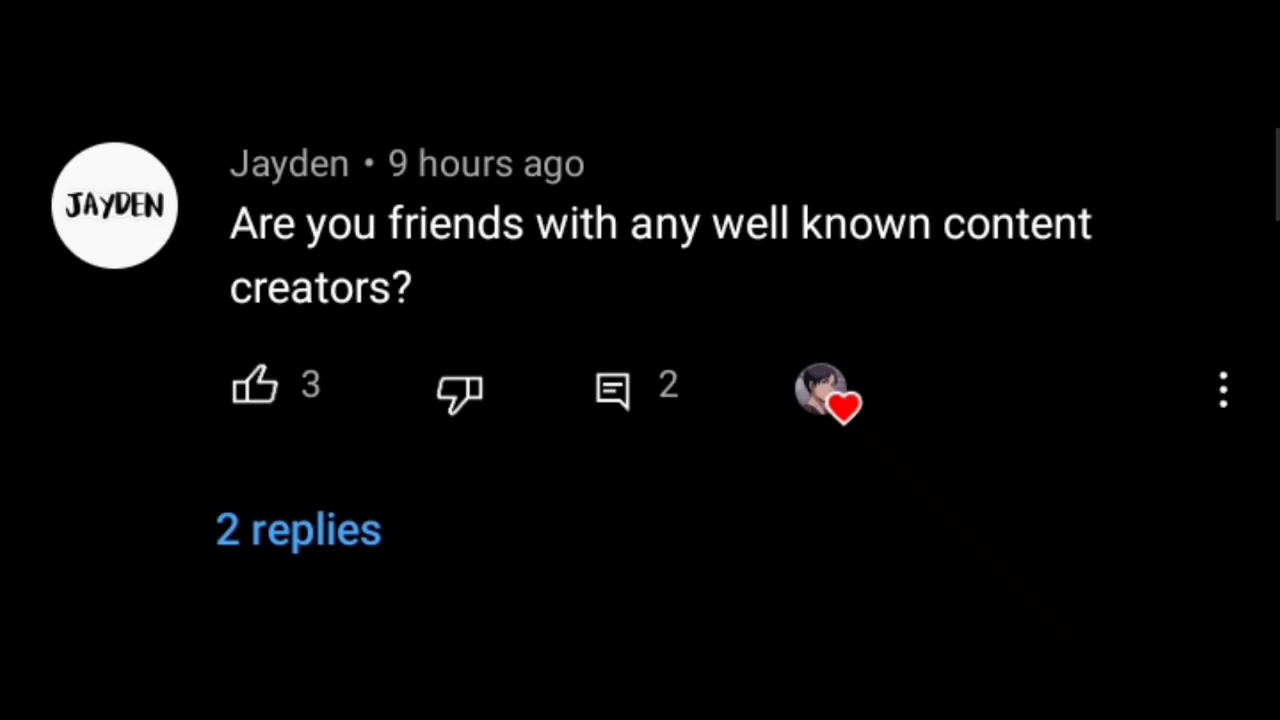 JAYDEN
Jayden • 9 hours ago
Are you friends with any well known content
creators?
3 2
2 replies